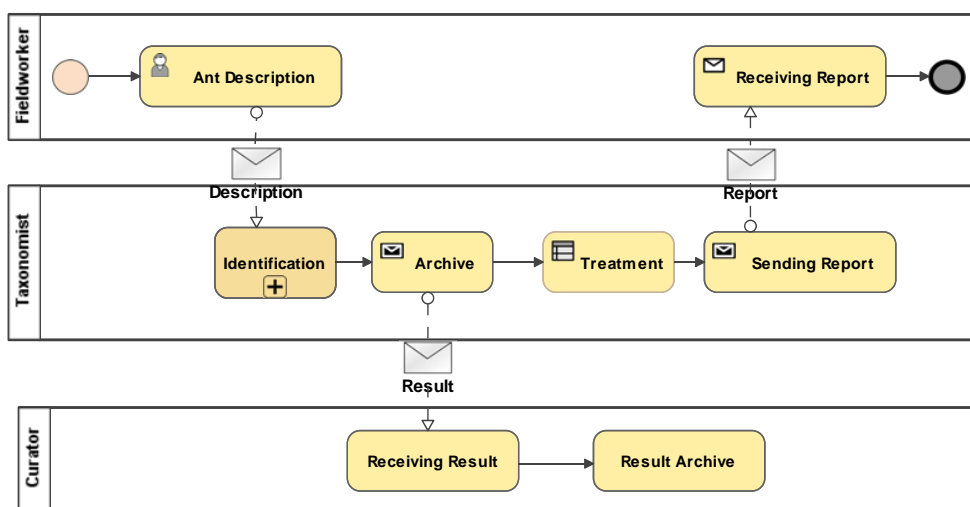 Fieldworker
Ant Description
Receiving Report
Description
Report
Taxonomist
Identification
Archive
Treatment
Sending Report
Result
Curator
Receiving Result
Result Archive